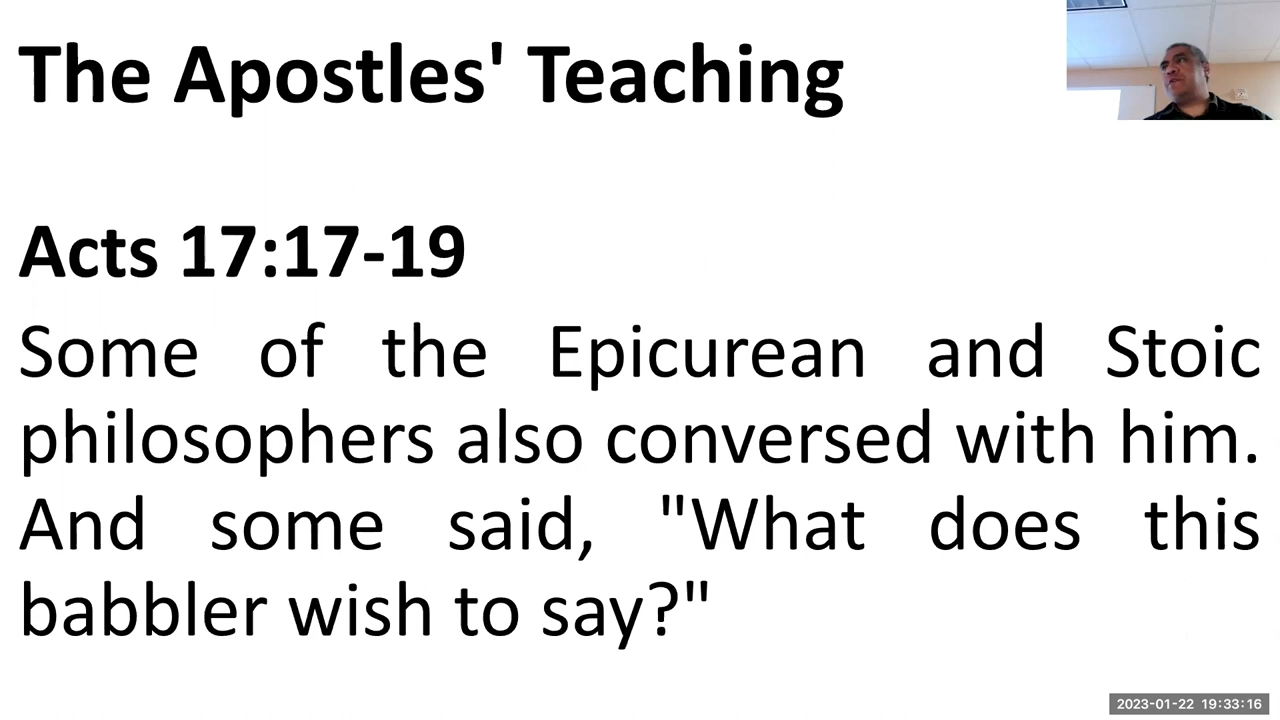 The Apostles' Teaching
Acts 17:17-19
Some of the Epicurean and Stoic
philosophers also conversed with him.
And some said, "What does this
babbler wish to say?"
2023-01-22 19:33:16